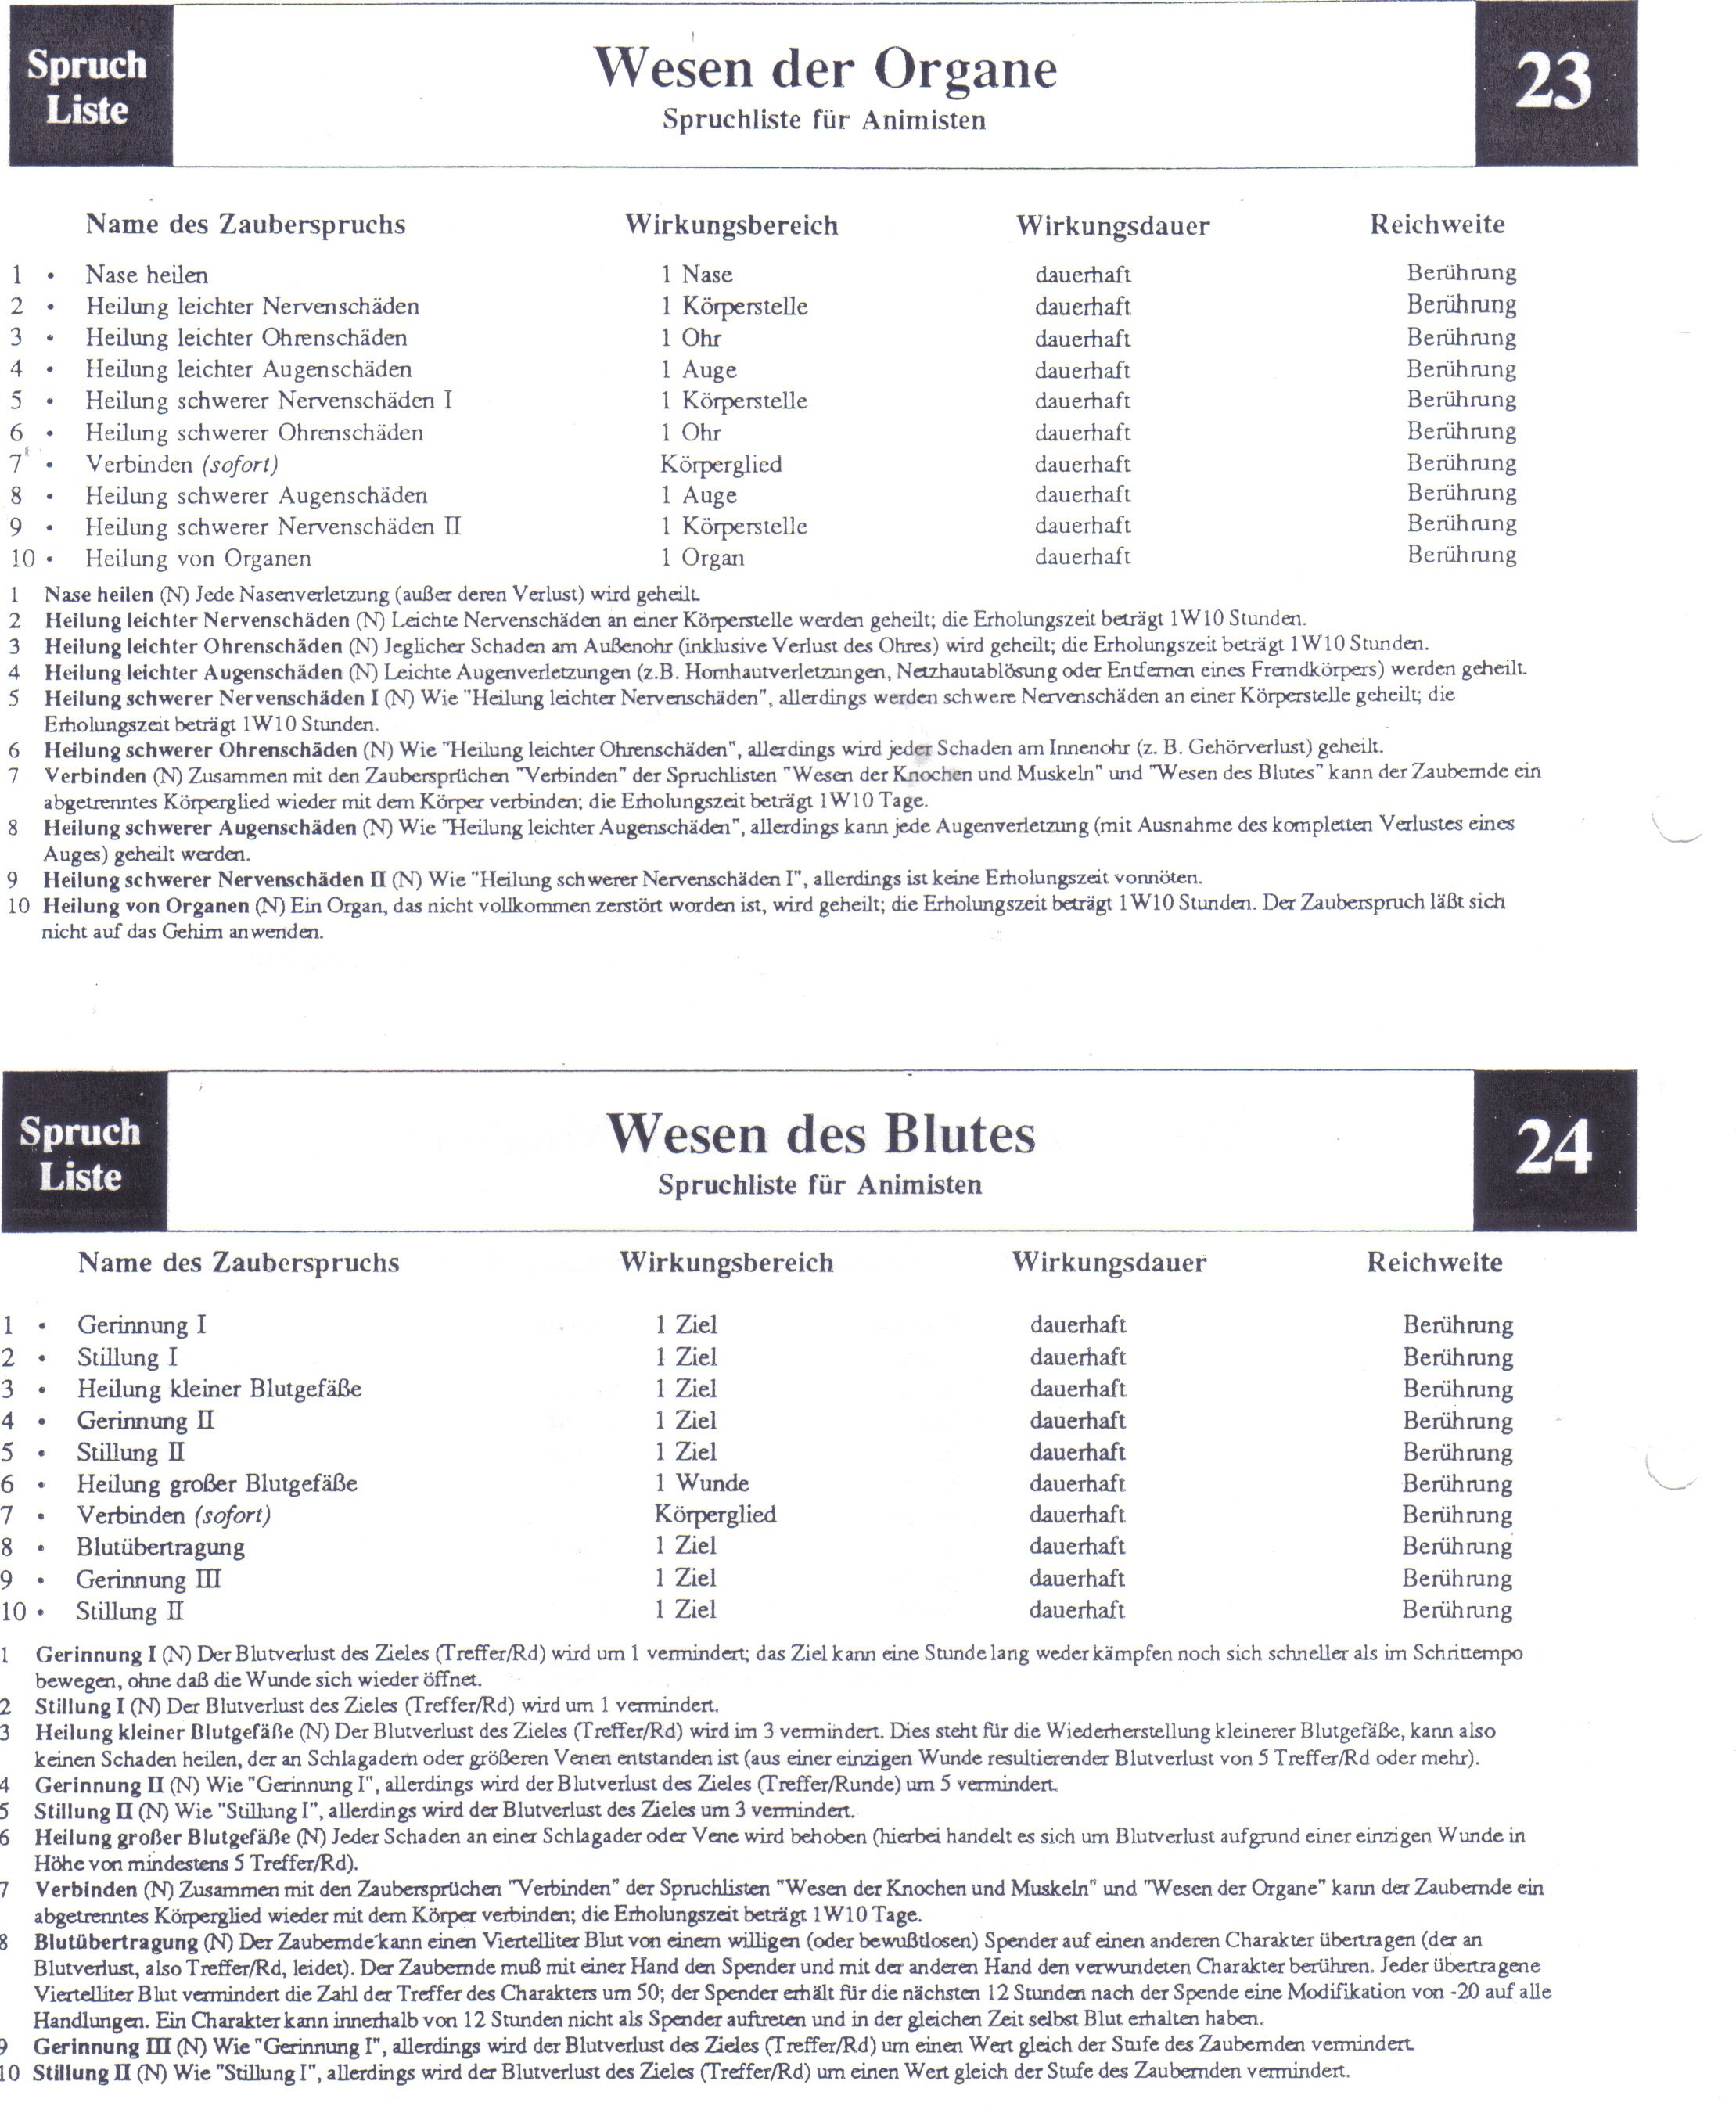 Spruch Liste
Wesen der Organe
Spruchliste für Animisten
23
Name des Zauberspruchs Wirkungsbereich Wirkungsdauer Reichweite
1 • Nase heilen 1 Nase dauerhaft Berührung
2 • Heilung leichter Nervenschäden 1 Körperstelle dauerhaft Berührung
3 • Heilung leichter Ohrenschäden 1 Ohr dauerhaft Berührung
4 • Heilung leichter Augenschäden 1 Auge dauerhaft Berührung
5 • Heilung schwerer Nervenschäden I 1 Körperstelle dauerhaft Berührung
6 • Heilung schwerer Ohrenschäden 1 Ohr dauerhaft Berührung
7 • Verbinden (sofort) Körperglied dauerhaft Berührung
8 • Heilung schwerer Augenschäden 1 Auge dauerhaft Berührung
9 • Heilung schwerer Nervenschäden II 1 Körperstelle dauerhaft Berührung
10 • Heilung von Organen 1 Organ dauerhaft Berührung
1 Nase heilen (N) Jede Nasenverletzung (außer deren Verlust) wird geheilt.
2 Heilung leichter Nervenschäden (N) Leichte Nervenschäden an einer Körperstelle werden geheilt; die Erholungszeit beträgt 1W10 Stunden.
3 Heilung leichter Ohrenschäden (N) Jeglicher Schaden am Außenohr (inklusive Verlust des Ohres) wird geheilt; die Erholungszeit beträgt 1W10 Stunden.
4 Heilung leichter Augenschäden (N) Leichte Augenverletzungen (z.B. Hornhautverletzungen, Netzhautablösung oder Entfernen eines Fremdkörpers) werden geheilt.
5 Heilung schwerer Nervenschäden I (N) Wie "Heilung leichter Nervenschäden", allerdings werden schwere Nervenschäden an einer Körperstelle geheilt; die
Erholungszeit beträgt 1W10 Stunden.
6 Heilung schwerer Ohrenschäden (N) Wie "Heilung leichter Ohrenschäden", allerdings wird jeder Schaden am Innenohr (z. B. Gehörverlust) geheilt.
7 Verbinden (N) Zusammen mit den Zaubersprüchen "Verbinden" der Spruchlisten "Wesen der Knochen und Muskeln" und "Wesen des Blutes" kann der Zaubernde ein
abgetrenntes Körperglied wieder mit dem Körper verbinden; die Erholungszeit beträgt 1W10 Tage.
8 Heilung schwerer Augenschäden (N) Wie "Heilung leichter Augenschäden", allerdings kann jede Augenverletzung (mit Ausnahme des kompletten Verlustes eines
Auges) geheilt werden.
9 Heilung schwerer Nervenschäden II (N) Wie "Heilung schwerer Nervenschäden I", allerdings ist keine Erholungszeit vonnöten.
10 Heilung von Organen (N) Ein Organ, das nicht vollkommen zerstört worden ist, wird geheilt; die Erholungszeit beträgt 1W10 Stunden. Der Zauberspruch läßt sich
nicht auf das Gehirn anwenden.
Spruch Liste
Wesen des Blutes
Spruchliste für Animisten
24
Name des Zauberspruchs Wirkungsbereich Wirkungsdauer Reichweite
1 • Gerinnung I 1 Ziel dauerhaft Berührung
2 • Stillung I 1 Ziel dauerhaft Berührung
3 • Heilung kleiner Blutgefäße 1 Ziel dauerhaft Berührung
4 • Gerinnung II 1 Ziel dauerhaft Berührung
5 • Stillung II 1 Ziel dauerhaft Berührung
6 • Heilung großer Blutgefäße 1 Wunde dauerhaft Berührung
7 • Verbinden (sofort) Körperglied dauerhaft Berührung
8 • Blutübertragung 1 Ziel dauerhaft Berührung
9 • Gerinnung III 1 Ziel dauerhaft Berührung
10 • Stillung II 1 Ziel dauerhaft Berührung
1 Gerinnung I (N) Der Blutverlust des Zieles (Treffer/Rd) wird um 1 vermindert; das Ziel kann eine Stunde lang weder kämpfen noch sich schneller als im Schrittempo
bewegen, ohne daß die Wunde sich wieder öffnet.
2 Stillung I (N) Der Blutverlust des Zieles (Treffer/Rd) wird um 1 vermindert.
3 Heilung kleiner Blutgefäße (N) Der Blutverlust des Zieles (Treffer/Rd) wird im 3 vermindert. Dies steht für die Wiederherstellung kleinerer Blutgefäße, kann also
keinen Schaden heilen, der an Schlagadern oder größeren Venen entstanden ist (aus einer einzigen Wunde resultierender Blutverlust von 5 Treffer/Rd oder mehr).
4 Gerinnung II (N) Wie "Gerinnung I", allerdings wird der Blutverlust des Zieles (Treffer/Runde) um 5 vermindert.
5 Stillung II (N) Wie "Stillung I", allerdings wird der Blutverlust des Zieles um 3 vermindert.
6 Heilung großer Blutgefäße (N) Jeder Schaden an einer Schlagader oder Vene wird behoben (hierbei handelt es sich um Blutverlust aufgrund einer einzigen Wunde in
Höhe von mindestens 5 Treffer/Rd).
7 Verbinden (N) Zusammen mit den Zaubersprüchen "Verbinden" der Spruchlisten "Wesen der Knochen und Muskeln" und "Wesen der Organe" kann der Zaubernde ein
abgetrenntes Körperglied wieder mit dem Körper verbinden; die Erholungszeit beträgt 1W10 Tage.
8 Blutübertragung (N) Der Zaubernde kann einen Viertelliter Blut von einem willigen (oder bewußtlosen) Spender auf einen anderen Charakter übertragen (der an
Blutverlust, also Treffer/Rd, leidet). Der Zaubernde muß mit einer Hand den Spender und mit der anderen Hand den verwundeten Charakter berühren. Jeder übertragene
Viertelliter Blut vermindert die Zahl der Treffer des Charakters um 50; der Spender erhält für die nächsten 12 Stunden nach der Spende eine Modifikation von -20 auf alle
Handlungen. Ein Charakter kann innerhalb von 12 Stunden nicht als Spender auftreten und in der gleichen Zeit selbst Blut erhalten haben.
9 Gerinnung III (N) Wie "Gerinnung I", allerdings wird der Blutverlust des Zieles (Treffer/Rd) um einen Wert gleich der Stufe des Zaubernden vermindert.
10 Stillung II (N) Wie "Stillung I", allerdings wird der Blutverlust des Zieles (Treffer/Rd) um einen Wert gleich der Stufe des Zaubernden vermindert.